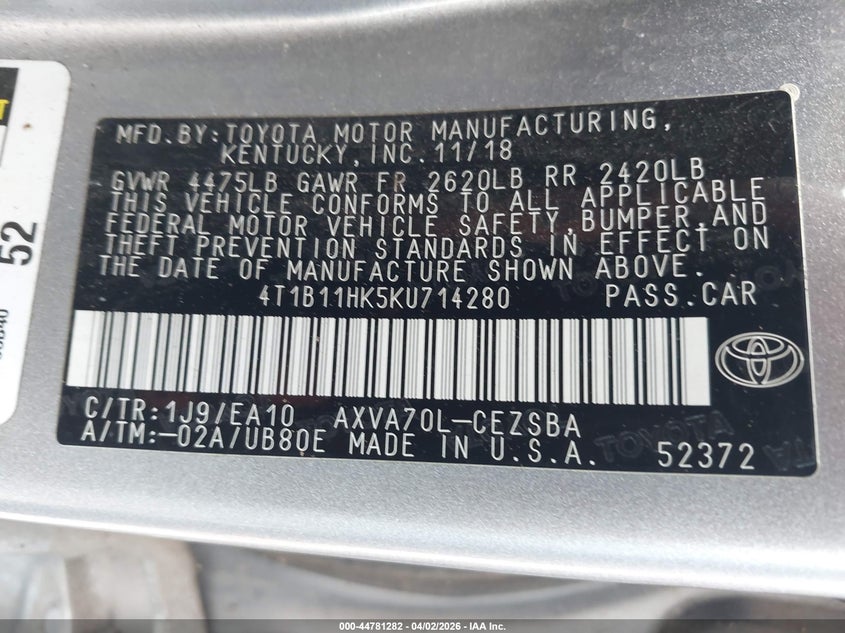 MFD.BY:TOYOTA MOTOR MANUFACTURING,
KENTUCKY,INC.11/18
GVWR 4475LB GAWR FR 2620LB RR 2420LB
THIS VEHICLE CONFORMS TO ALL APPLICABLE
FEDERAL MOTOR VEHICLE SAFETY,BUMPER,AND
THEFT PREVENTION STANDARDS IN EFFECT ON
THE DATE OF MANUFACTURE SHOWN ABOVE.
4T1B11HK5KU714280 PASS.CAR
C/TR:1J9/EA10 AXVA70L-CEZSBA
A/TM:-02A/UB80E MADE IN U.S.A. 52372
52
000-44781282 - 04/02/2026 - IAA Inc.